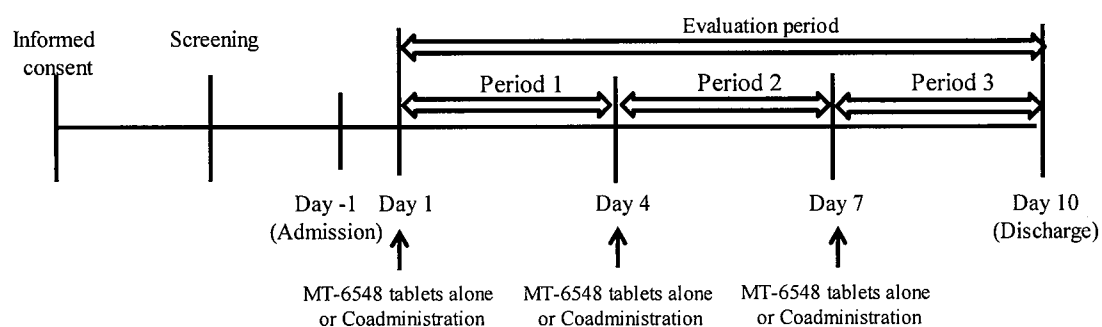 Evaluation period
Informed
consent
Screening
Period 1
Period 2
Period 3
Day -1
(Admission)
Day 1
Day 4
Day 7
Day 10
(Discharge)
MT-6548 tablets alone
or Coadministration
MT-6548 tablets alone
or Coadministration
MT-6548 tablets alone
or Coadministration